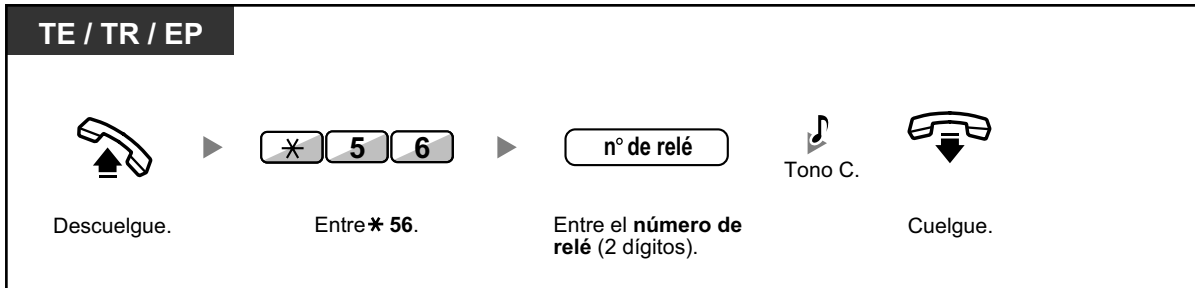 TE / TR / EP
✳ 5 6
n° de relé
Tono C.
Descuelgue.
Entre ✳ 56.
Entre el número de
relé (2 dígitos).
Cuelgue.